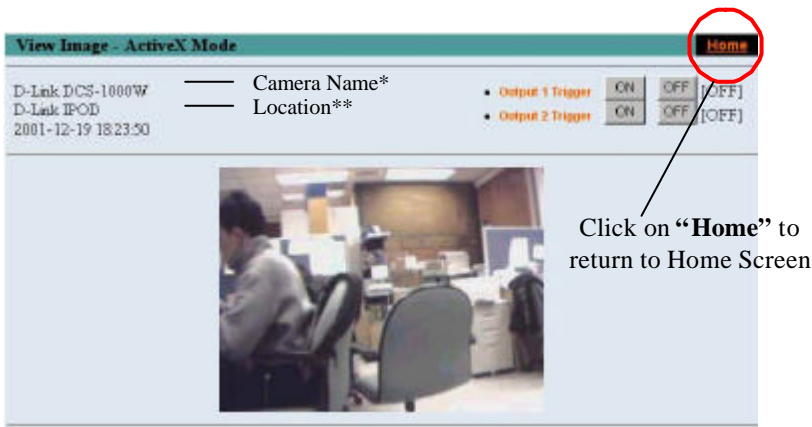 View Image - ActiveX Mode
Home
D-Link DCS-1000W
Camera Name*
Output 1 Trigger ON OFF [OFF]
D-Link IPOD
Location**
Output 2 Trigger ON OFF [OFF]
2001-12-19 18:23:50
Click on “Home” to
return to Home Screen